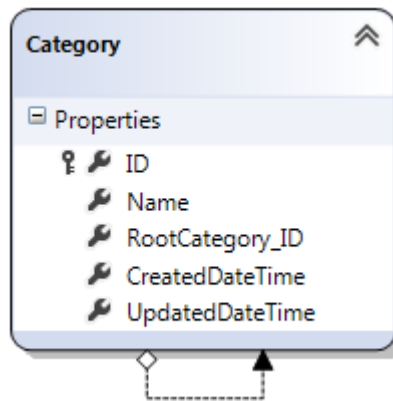 Category
Properties
ID
Name
RootCategory_ID
CreatedDateTime
UpdatedDateTime